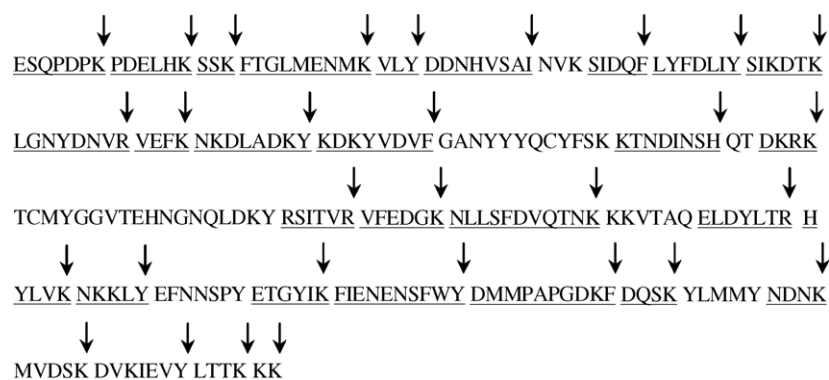 ESQPDPK PDELHK SSK FTGLMENMK VLY DDNHVSAI NVK SIDQF LYFDLIY SIKDTK
LGNYDNVR VEFK NKDLADKY KDKYVDVF GANYYYQCYFSK KTNDINSH QT DKRK
TCMYGGVTEHNGNQLDKY RSITVR VFEDGK NLLSFDVQTNK KKVTAQ ELDYLTR H
YLVK NKKLY EFNNSPY ETGYIK FIENENSFWY DMMPAPGDKF DQSK YLMMY NDNK
MVDSK DVKIEVY LTTK KK